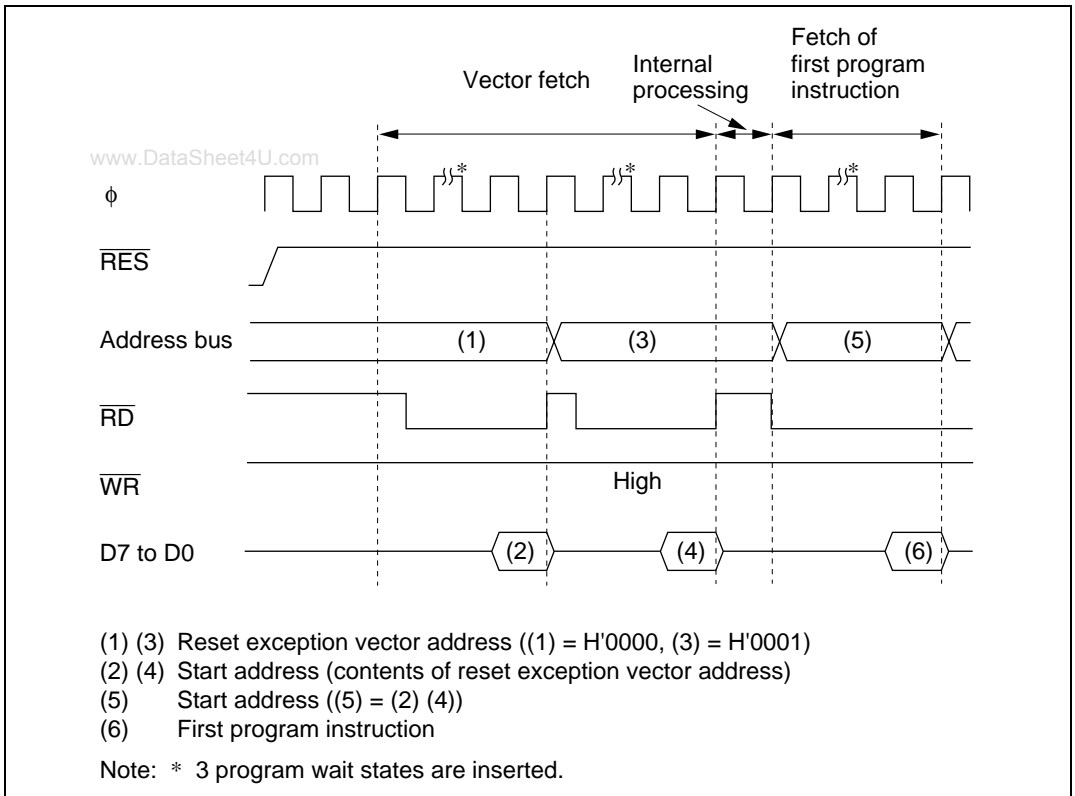 Vector fetch
Internal
processing
Fetch of
first program
instruction
www.DataSheet4U.com
* * *
ϕ
RES
Address bus (1) (3) (5)
RD
WR High
D7 to D0 (2) (4) (6)
(1) (3) Reset exception vector address ((1) = H'0000, (3) = H'0001)
(2) (4) Start address (contents of reset exception vector address)
(5) Start address ((5) = (2) (4))
(6) First program instruction
Note: * 3 program wait states are inserted.